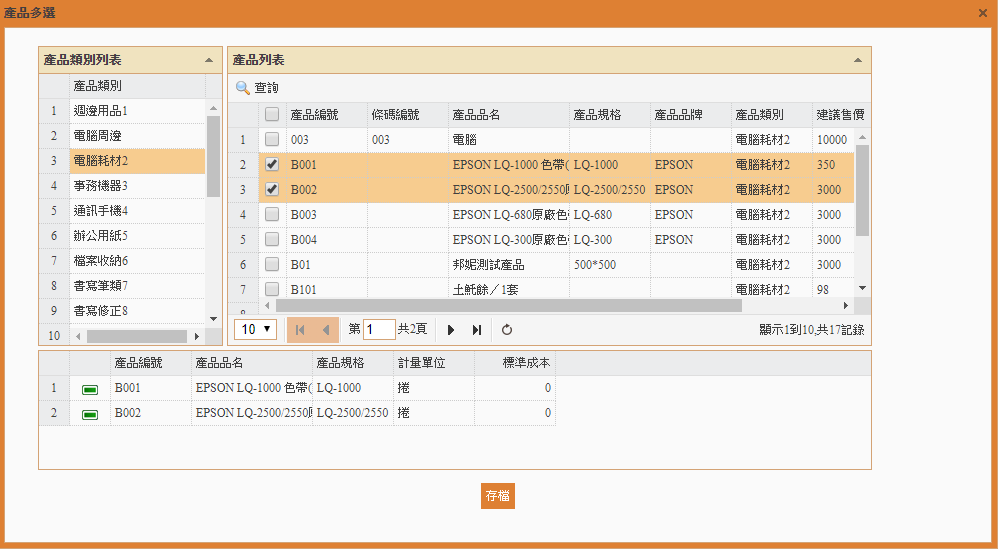 產品多選
產品類別列表
產品類別
1 週邊用品1
2 電腦周邊
3 電腦耗材2
4 事務機器3
5 通訊手機4
6 辦公用紙5
7 檔案收納6
8 書寫筆類7
9 書寫修正8
10
產品列表
查詢
產品編號 條碼編號 產品品名 產品規格 產品品牌 產品類別 建議售價
1 003 003 電腦 電腦耗材2 10000
2 B001 EPSON LQ-1000 色帶( LQ-1000 EPSON 電腦耗材2 350
3 B002 EPSON LQ-2500/2550 LQ-2500/2550 EPSON 電腦耗材2 3000
4 B003 EPSON LQ-680原廠色 LQ-680 EPSON 電腦耗材2 3000
5 B004 EPSON LQ-300原廠色 LQ-300 EPSON 電腦耗材2 3000
6 B01 邦妮測試產品 500*500 電腦耗材2 3000
7 B101 土魠餘／1套 電腦耗材2 98
10 第 1 共2頁 顯示1到10,共17記錄
產品編號 產品品名 產品規格 計量單位 標準成本
1 B001 EPSON LQ-1000 色帶( LQ-1000 捲 0
2 B002 EPSON LQ-2500/2550 LQ-2500/2550 捲 0
存檔